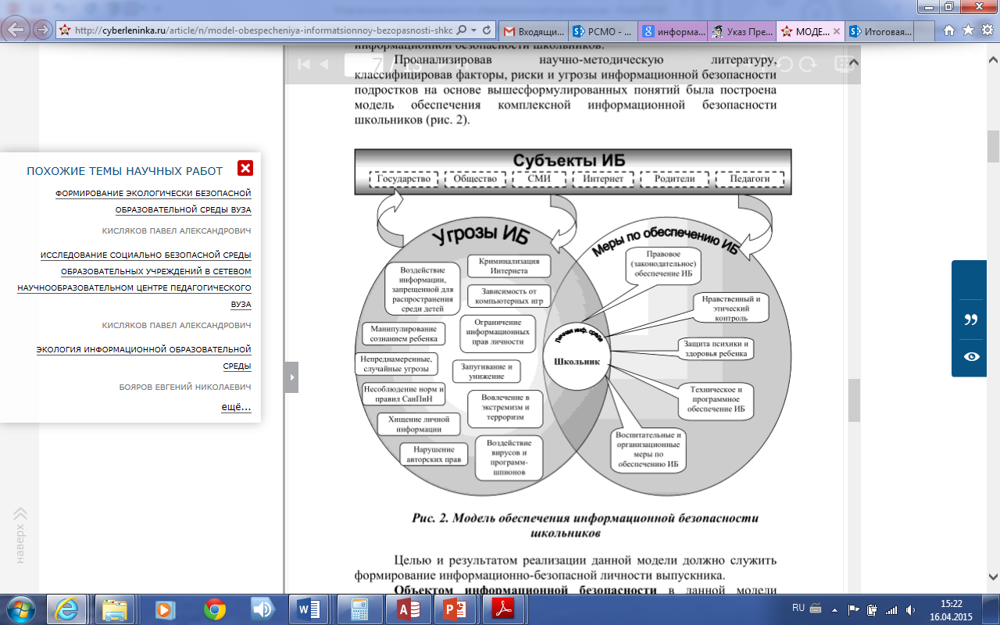 http://cyberleninka.ru/article/n/model-obespecheniya-informatsionnoy-bezopasnosti-shkc
Входящи...
РСМО - ...
информа...
Указ Пре...
МОДЕ...
Итоговая...
информационной безопасности школьников.
7 / 13
Проанализировав научно-методическую литературу,
классифицировав факторы, риски и угрозы информационной безопасности
подростков на основе вышесформулированных понятий была построена
модель обеспечения комплексной информационной безопасности
школьников (рис. 2).
ПОХОЖИЕ ТЕМЫ НАУЧНЫХ РАБОТ
ФОРМИРОВАНИЕ ЭКОЛОГИЧЕСКИ БЕЗОПАСНОЙ
ОБРАЗОВАТЕЛЬНОЙ СРЕДЫ ВУЗА
КИСЛЯКОВ ПАВЕЛ АЛЕКСАНДРОВИЧ
ИССЛЕДОВАНИЕ СОЦИАЛЬНО БЕЗОПАСНОЙ СРЕДЫ
ОБРАЗОВАТЕЛЬНЫХ УЧРЕЖДЕНИЙ В СЕТЕВОМ
НАУЧНООБРАЗОВАТЕЛЬНОМ ЦЕНТРЕ ПЕДАГОГИЧЕСКОГО
ВУЗА
КИСЛЯКОВ ПАВЕЛ АЛЕКСАНДРОВИЧ
ЭКОЛОГИЯ ИНФОРМАЦИОННОЙ ОБРАЗОВАТЕЛЬНОЙ
СРЕДЫ
БОЯРОВ ЕВГЕНИЙ НИКОЛАЕВИЧ
ещё...
наверх
Субъекты ИБ
Государство
Общество
СМИ
Интернет
Родители
Педагоги
Угрозы ИБ
Воздействие
информации,
запрещенной для
распространения
среди детей
Криминализация
Интернета
Зависимость от
компьютерных игр
Манипулирование
сознанием ребенка
Ограничение
информационных
прав личности
Непреднамеренные,
случайные угрозы
Запугивание и
унижение
Несоблюдение норм и
правил СанПиН
Вовлечение в
экстремизм и
терроризм
Хищение личной
информации
Нарушение
авторских прав
Воздействие
вирусов и
программ-
шпионов
Личная инф. среда
Школьник
Меры по обеспечению ИБ
Правовое
(законодательное)
обеспечение ИБ
Нравственный и
этический
контроль
Защита психики и
здоровья ребенка
Техническое и
программное
обеспечение ИБ
Воспитательные и
организационные
меры по
обеспечению ИБ
Рис. 2. Модель обеспечения информационной безопасности
школьников
Целью и результатом реализации данной модели должно служить
формирование информационно-безопасной личности выпускника.
Объектом информационной безопасности в данной модели
RU
15:22
16.04.2015